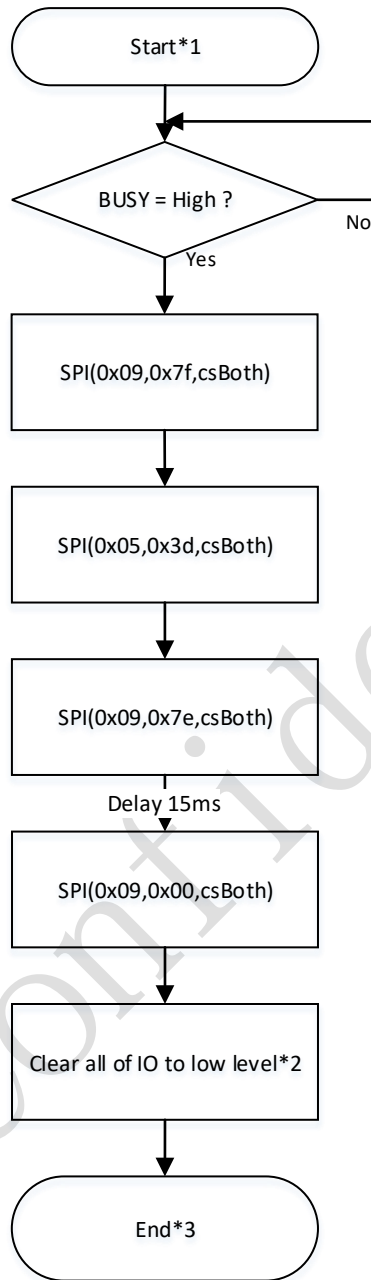 Start*1
BUSY = High ?
No
Yes
SPI(0x09,0x7f,csBoth)
SPI(0x05,0x3d,csBoth)
SPI(0x09,0x7e,csBoth)
Delay 15ms
SPI(0x09,0x00,csBoth)
Clear all of IO to low level*2
End*3